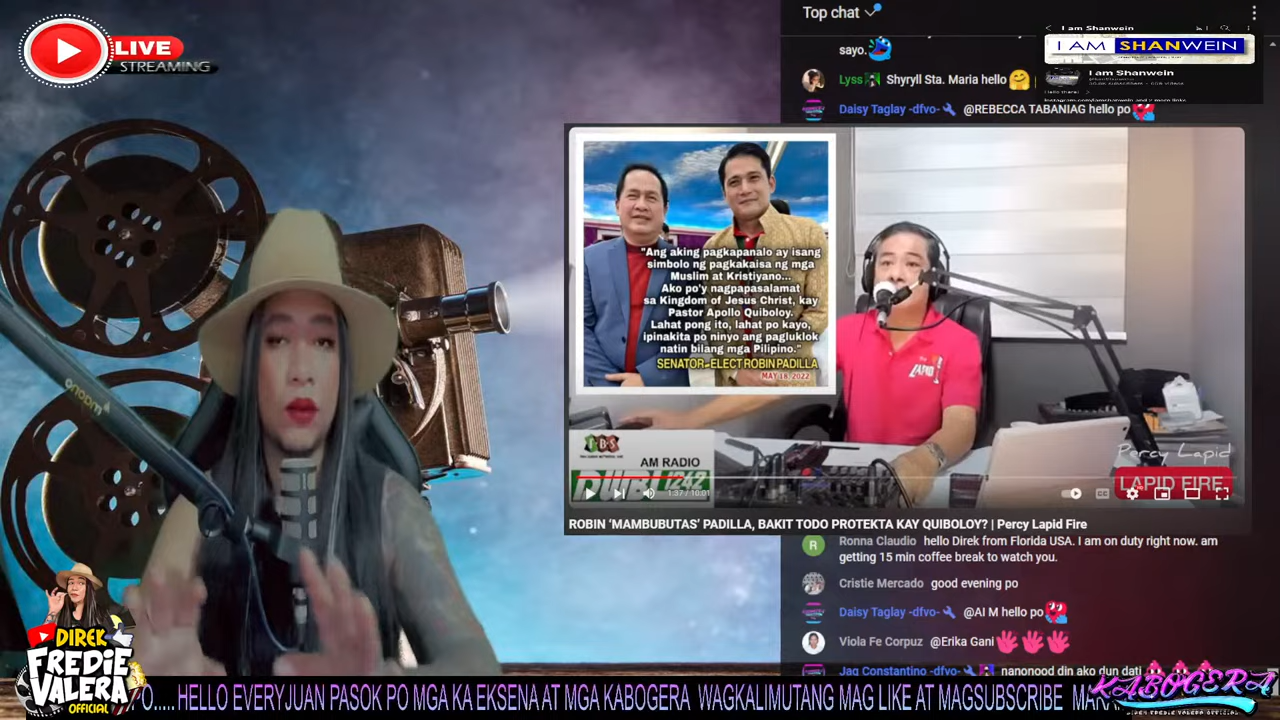 LIVE
STREAMING
Top chat
sayo.
Lyss Shyryll Sta. Maria hello
Daisy Taglay -dfvo- @REBECCA TABANIAG hello po
I am Shanwein
I AM SHANWEIN
I am Shanwein
"Ang aking pagkapanalo ay isang
simbolo ng pagkakaisa ng mga
Muslim at Kristiyano...
Ako po'y nagpapasalamat
sa Kingdom of Jesus Christ, kay
Pastor Apollo Quiboloy.
Lahat pong ito, lahat po kayo,
ipinakita po ninyo ang pagluklok
natin bilang mga Pilipino."
SENATOR-ELECT ROBIN PADILLA
MAY 18, 2022
LAPID
AM RADIO
DWBL 1242
1:37 / 10:01
Percy Lapid
LAPID FIRE
ROBIN ‘MAMBUBUTAS’ PADILLA, BAKIT TODO PROTEKTA KAY QUIBOLOY? | Percy Lapid Fire
R Ronna Claudio hello Direk from Florida USA. I am on duty right now. am
getting 15 min coffee break to watch you.
Cristie Mercado good evening po
Daisy Taglay -dfvo- @AI M hello po
Viola Fe Corpuz @Erika Gani
Jag Constantino -dfvo- nanonood din ako dun dati
maono
DIREK
FREDIE
VALERA
OFFICIAL
PO.....HELLO EVERYJUAN PASOK PO MGA KA EKSENA AT MGA KABOGERA WAGKALIMUTANG MAG LIKE AT MAGSUBSCRIBE
KABOGERA